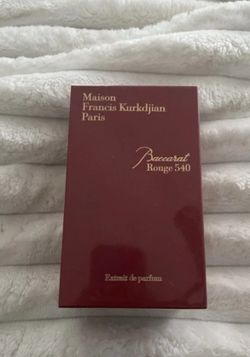 Maison
Francis Kurkdjian
Paris
Baccarat
Rouge 540
Extrait de parfum